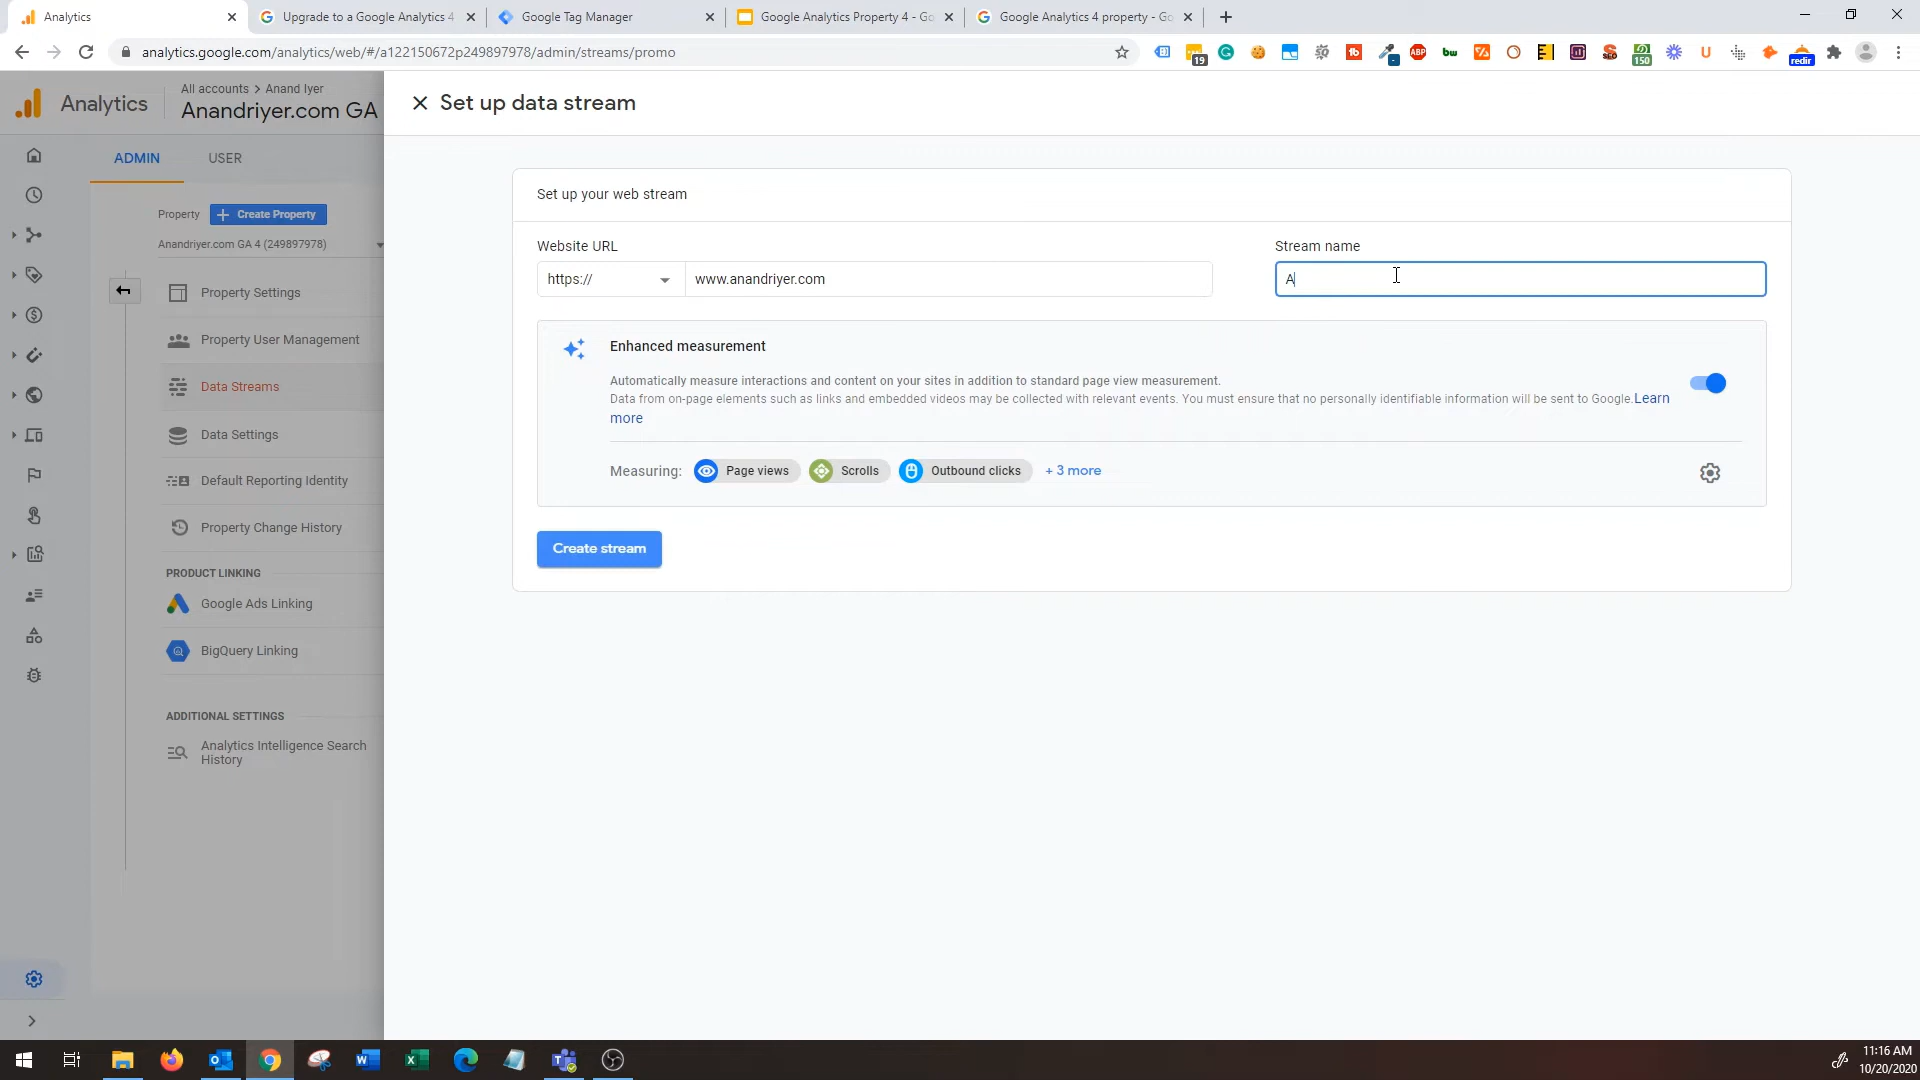 Analytics
Upgrade to a Google Analytics 4
Google Tag Manager
Google Analytics Property 4 - Go
Google Analytics 4 property - Go
analytics.google.com/analytics/web/#/a122150672p249897978/admin/streams/promo
19
ABP
bw
150
redir
Analytics
All accounts > Anand Iyer
Anandriyer.com GA
Set up data stream
ADMIN
USER
Property
Create Property
Anandriyer.com GA 4 (249897978)
Property Settings
Property User Management
Data Streams
Data Settings
Default Reporting Identity
Property Change History
PRODUCT LINKING
Google Ads Linking
BigQuery Linking
ADDITIONAL SETTINGS
Analytics Intelligence Search
History
Set up your web stream
Website URL
Stream name
https://
www.anandriyer.com
A
Enhanced measurement
Automatically measure interactions and content on your sites in addition to standard page view measurement.
Data from on-page elements such as links and embedded videos may be collected with relevant events. You must ensure that no personally identifiable information will be sent to Google. Learn
more
Measuring:
Page views
Scrolls
Outbound clicks
+ 3 more
Create stream
11:16 AM
10/20/2020